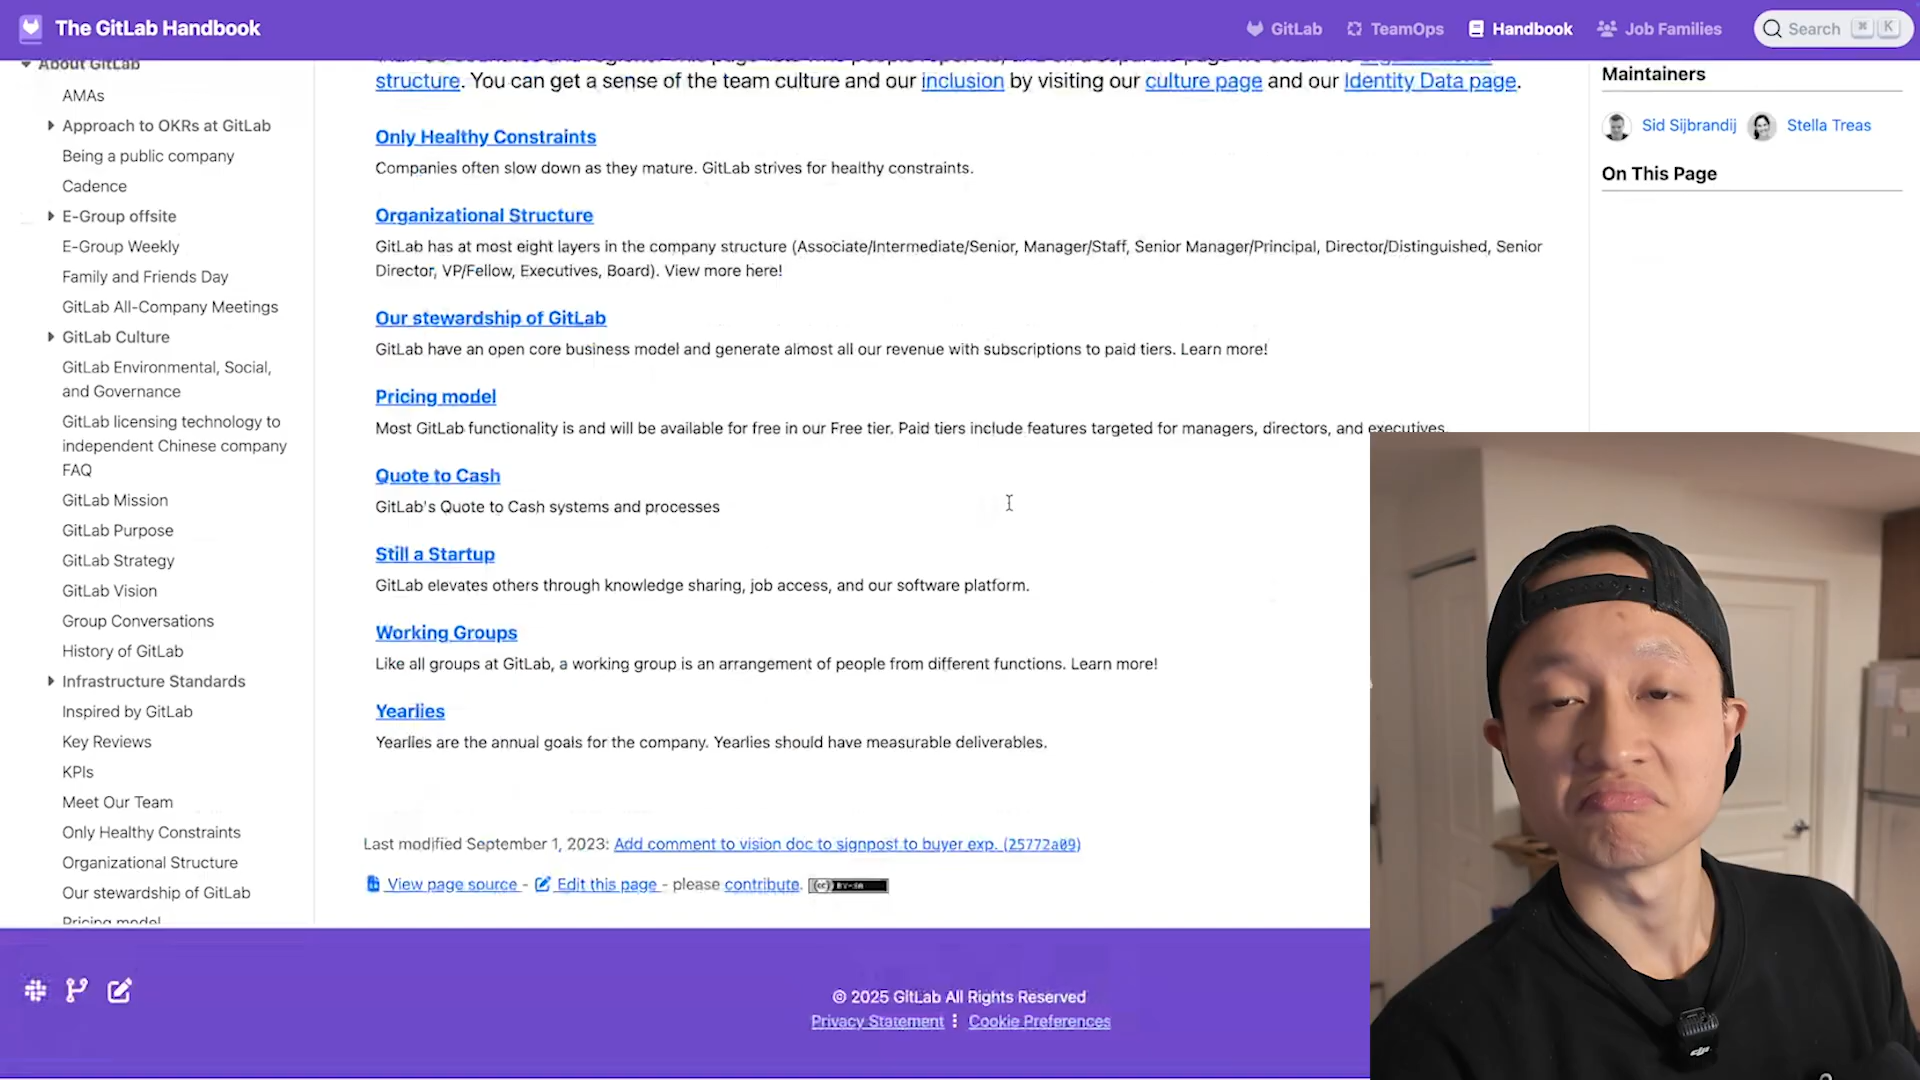 The GitLab Handbook
GitLab
TeamOps
Handbook
Job Families
Search
⌘
K
About GitLab
AMAs
Approach to OKRs at GitLab
Being a public company
Cadence
E-Group offsite
E-Group Weekly
Family and Friends Day
GitLab All-Company Meetings
GitLab Culture
GitLab Environmental, Social,
and Governance
GitLab licensing technology to
independent Chinese company
FAQ
GitLab Mission
GitLab Purpose
GitLab Strategy
GitLab Vision
Group Conversations
History of GitLab
Infrastructure Standards
Inspired by GitLab
Key Reviews
KPIs
Meet Our Team
Only Healthy Constraints
Organizational Structure
Our stewardship of GitLab
Pricing model
structure. You can get a sense of the team culture and our inclusion by visiting our culture page and our Identity Data page.
Only Healthy Constraints
Companies often slow down as they mature. GitLab strives for healthy constraints.
Organizational Structure
GitLab has at most eight layers in the company structure (Associate/Intermediate/Senior, Manager/Staff, Senior Manager/Principal, Director/Distinguished, Senior
Director, VP/Fellow, Executives, Board). View more here!
Our stewardship of GitLab
GitLab have an open core business model and generate almost all our revenue with subscriptions to paid tiers. Learn more!
Pricing model
Most GitLab functionality is and will be available for free in our Free tier. Paid tiers include features targeted for managers, directors, and executives.
Quote to Cash
GitLab's Quote to Cash systems and processes
Still a Startup
GitLab elevates others through knowledge sharing, job access, and our software platform.
Working Groups
Like all groups at GitLab, a working group is an arrangement of people from different functions. Learn more!
Yearlies
Yearlies are the annual goals for the company. Yearlies should have measurable deliverables.
Last modified September 1, 2023: Add comment to vision doc to signpost to buyer exp. (25772a09)
View page source - Edit this page - please contribute. (cc) BY-SA
Maintainers
Sid Sijbrandij
Stella Treas
On This Page
© 2025 GitLab All Rights Reserved
Privacy Statement
Cookie Preferences
dji